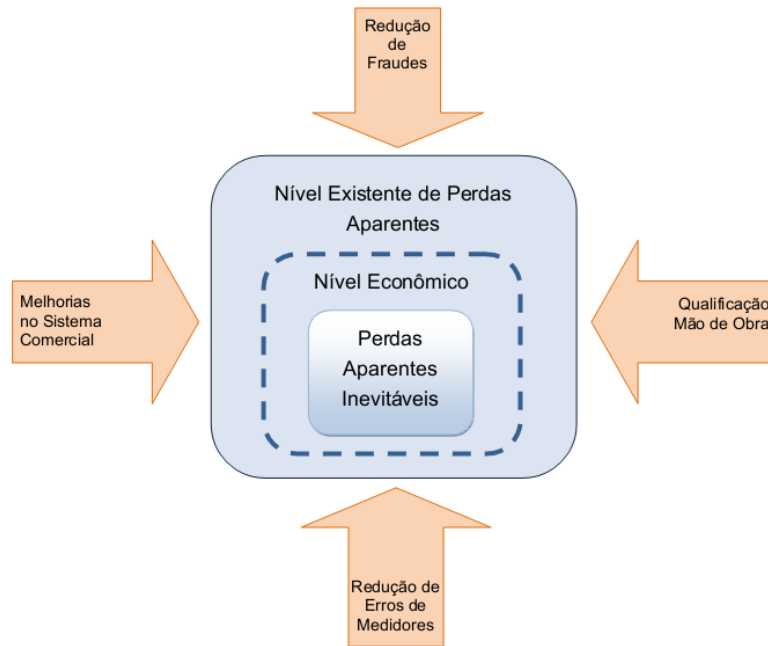 Redução
de
Fraudes
Nível Existente de Perdas
Aparentes
Nível Econômico
Perdas
Aparentes
Inevitáveis
Melhorias
no Sistema
Comercial
Qualificação
Mão de Obra
Redução de
Erros de
Medidores